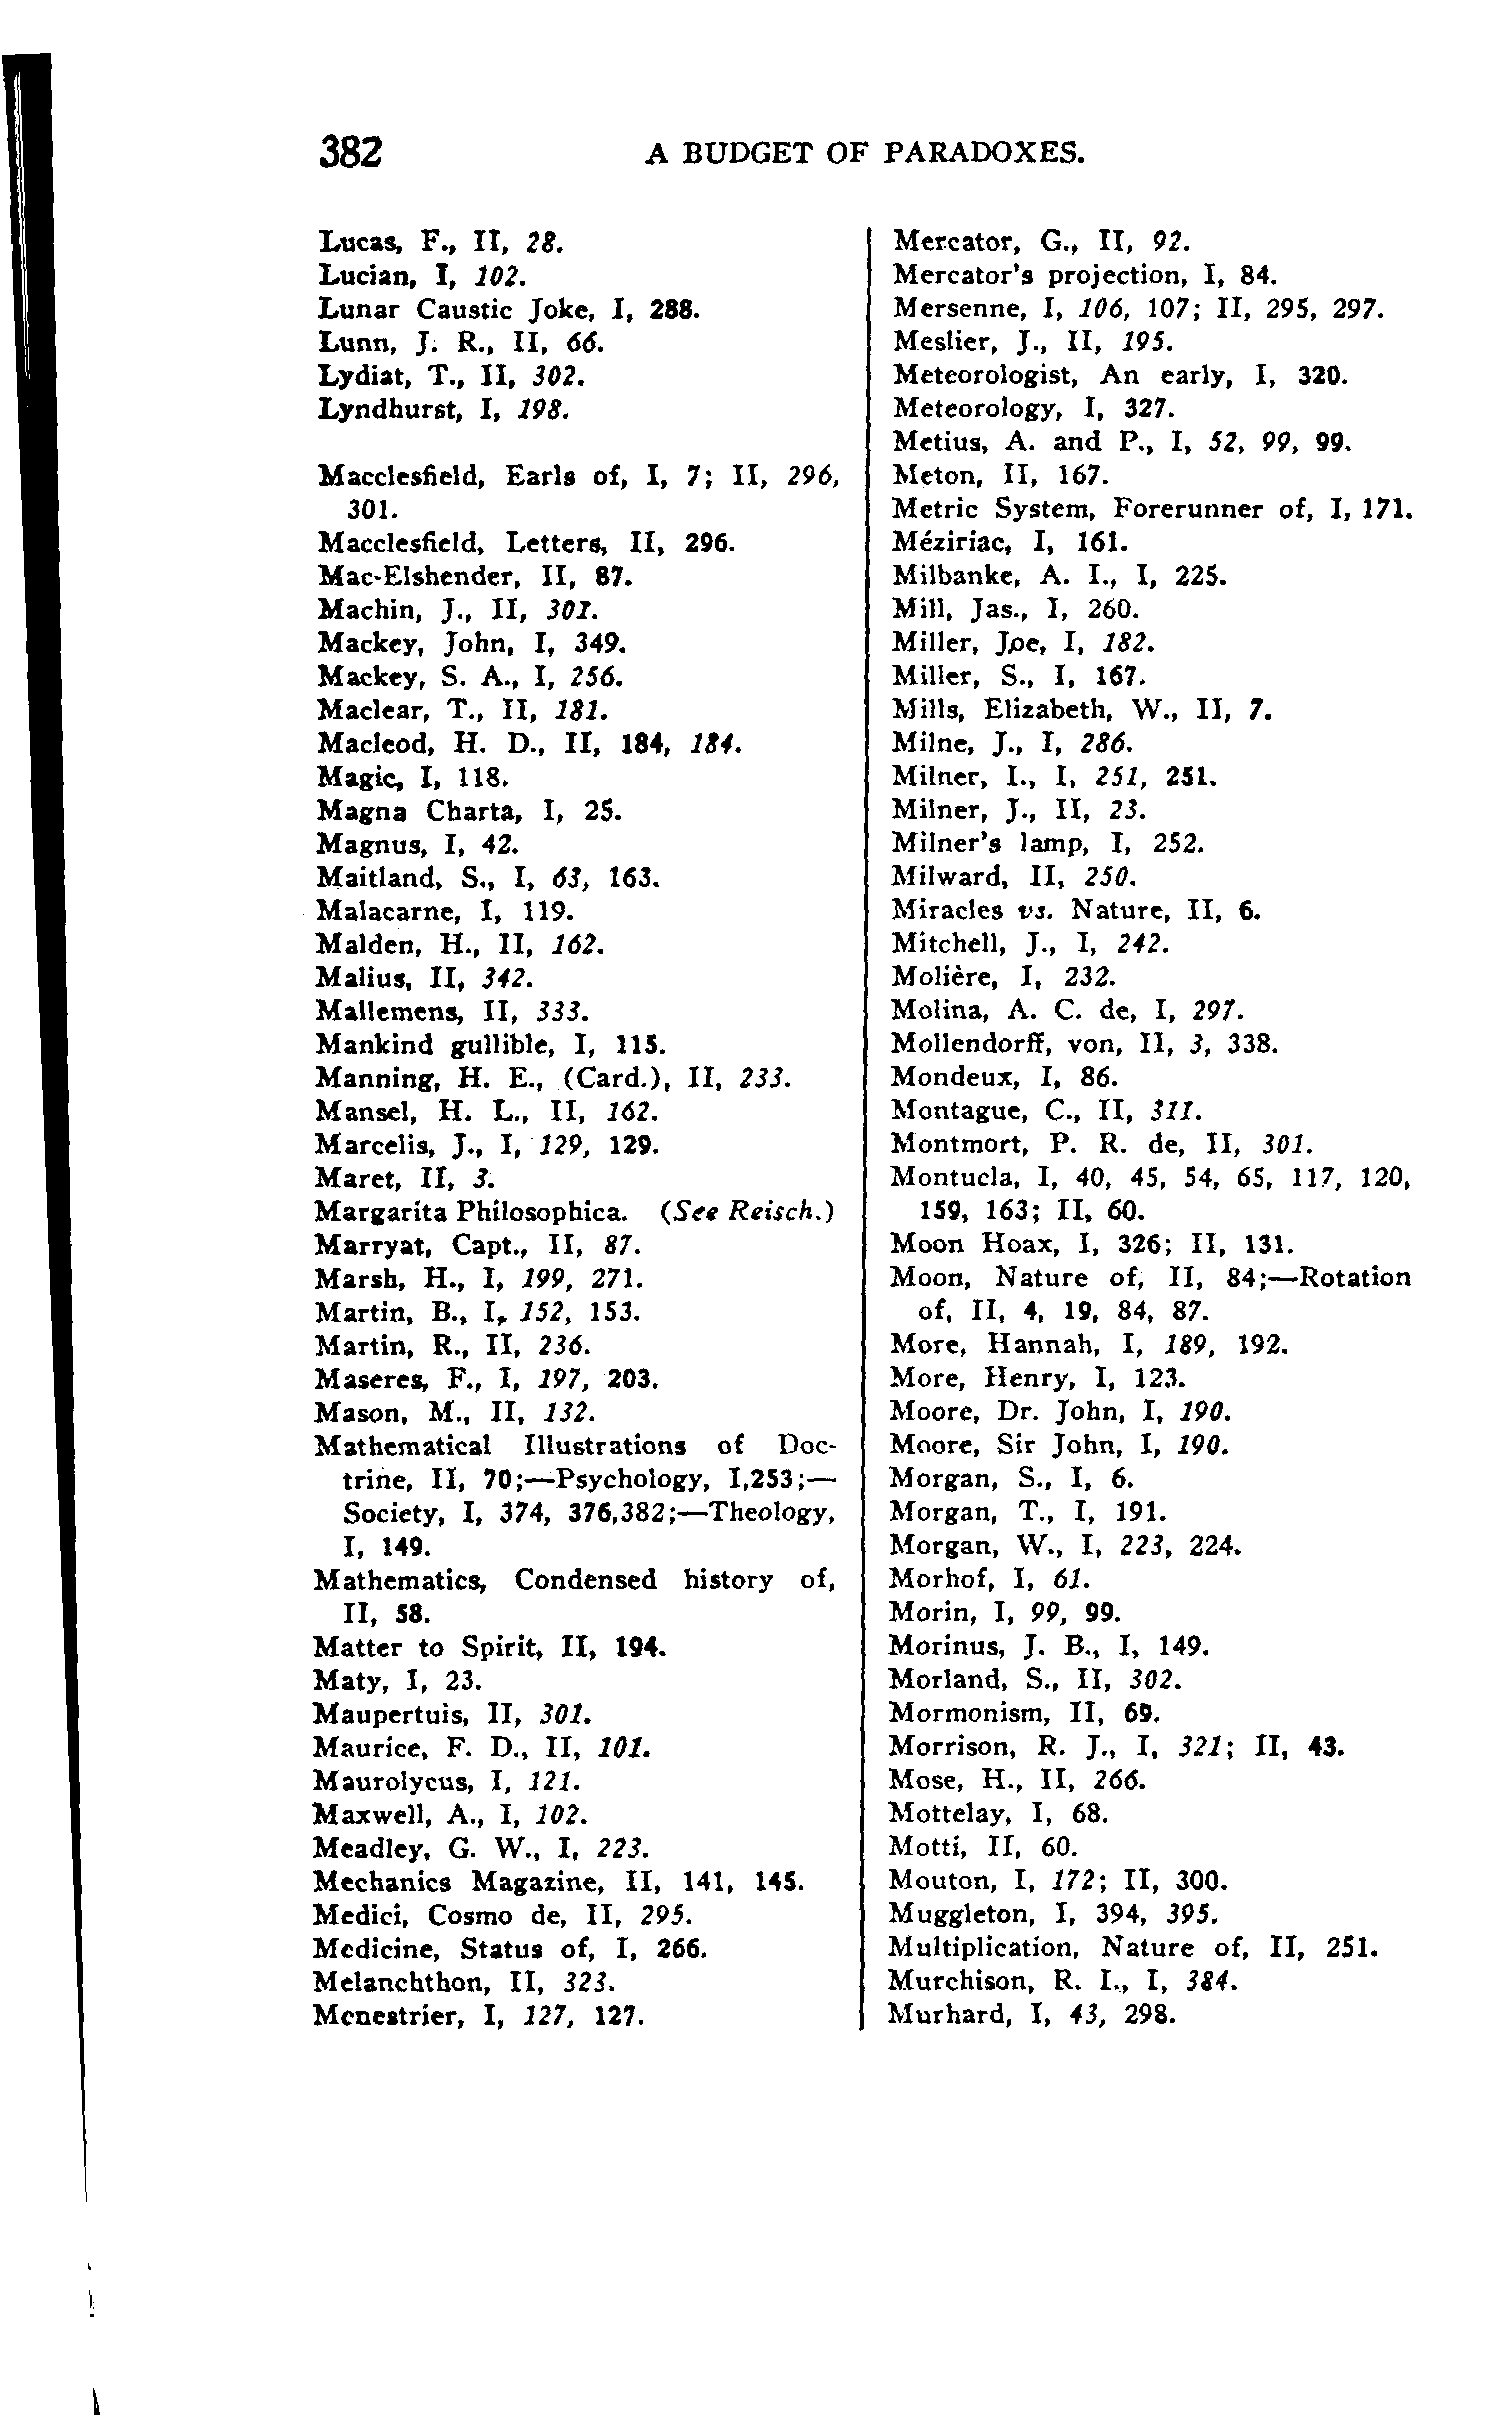 382 A BUDGET OF PARADOXES.
Lucas, F., II, 28.
Lucian, I, 102.
Lunar Caustic Joke, I, 288.
Lunn, J. R., II, 66.
Lydiat, T., II, 302.
Lyndhurst, I, 198.
Macclesfield, Earls of, I, 7; II, 296,
301.
Macclesfield, Letters, II, 296.
Mac-Elshender, II, 87.
Machin, J., II, 301.
Mackey, John, I, 349.
Mackey, S. A., I, 256.
Maclear, T., II, 181.
Macleod, H. D., II, 184, 184.
Magic, I, 118.
Magna Charta, I, 25.
Magnus, I, 42.
Maitland, S., I, 63, 163.
Malacarne, I, 119.
Malden, H., II, 162.
Malius, II, 342.
Mallemens, II, 333.
Mankind gullible, I, 115.
Manning, H. E., (Card.), II, 233.
Mansel, H. L., II, 162.
Marcelis, J., I, 129, 129.
Maret, II, 3.
Margarita Philosophica. (See Reisch.)
Marryat, Capt., II, 87.
Marsh, H., I, 199, 271.
Martin, B., I, 152, 153.
Martin, R., II, 236.
Maseres, F., I, 197, 203.
Mason, M., II, 132.
Mathematical Illustrations of Doc-
trine, II, 70;—Psychology, I,253;—
Society, I, 374, 376,382;—Theology,
I, 149.
Mathematics, Condensed history of,
II, 58.
Matter to Spirit, II, 194.
Maty, I, 23.
Maupertuis, II, 301.
Maurice, F. D., II, 101.
Maurolycus, I, 121.
Maxwell, A., I, 102.
Meadley, G. W., I, 223.
Mechanics Magazine, II, 141, 145.
Medici, Cosmo de, II, 295.
Medicine, Status of, I, 266.
Melanchthon, II, 323.
Menestrier, I, 127, 127.
Mercator, G., II, 92.
Mercator's projection, I, 84.
Mersenne, I, 106, 107; II, 295, 297.
Meslier, J., II, 195.
Meteorologist, An early, I, 320.
Meteorology, I, 327.
Metius, A. and P., I, 52, 99, 99.
Meton, II, 167.
Metric System, Forerunner of, I, 171.
Méziriac, I, 161.
Milbanke, A. I., I, 225.
Mill, Jas., I, 260.
Miller, Joe, I, 182.
Miller, S., I, 167.
Mills, Elizabeth, W., II, 7.
Milne, J., I, 286.
Milner, I., I, 251, 251.
Milner, J., II, 23.
Milner's lamp, I, 252.
Milward, II, 250.
Miracles vs. Nature, II, 6.
Mitchell, J., I, 242.
Molière, I, 232.
Molina, A. C. de, I, 297.
Mollendorff, von, II, 3, 338.
Mondeux, I, 86.
Montague, C., II, 311.
Montmort, P. R. de, II, 301.
Montucla, I, 40, 45, 54, 65, 117, 120,
159, 163; II, 60.
Moon Hoax, I, 326; II, 131.
Moon, Nature of, II, 84;—Rotation
of, II, 4, 19, 84, 87.
More, Hannah, I, 189, 192.
More, Henry, I, 123.
Moore, Dr. John, I, 190.
Moore, Sir John, I, 190.
Morgan, S., I, 6.
Morgan, T., I, 191.
Morgan, W., I, 223, 224.
Morhof, I, 61.
Morin, I, 99, 99.
Morinus, J. B., I, 149.
Morland, S., II, 302.
Mormonism, II, 69.
Morrison, R. J., I, 321; II, 43.
Mose, H., II, 266.
Mottelay, I, 68.
Motti, II, 60.
Mouton, I, 172; II, 300.
Muggleton, I, 394, 395.
Multiplication, Nature of, II, 251.
Murchison, R. I., I, 384.
Murhard, I, 43, 298.